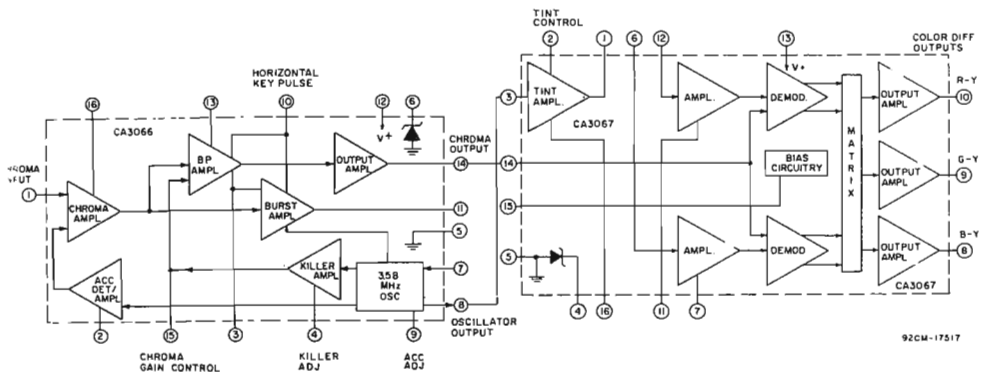 TINT
CONTROL
2
1
6
12
13
COLOR DIFF
OUTPUTS
HORIZONTAL
KEY PULSE
16
13
10
12
6
V+
CA3066
CHROMA
OUTPUT
14
1
CHROMA
AMPL.
BP
AMPL
OUTPUT
AMPL
BURST
AMPL
11
5
ACC
DET/
AMPL
KILLER
AMPL
3.58
MHz
OSC
7
8
OSCILLATOR
OUTPUT
2
15
3
4
9
CHROMA
GAIN CONTROL
KILLER
ADJ
ACC
ADJ
3
TINT
AMPL.
CA3067
AMPL.
V+
DEMOD.
OUTPUT
AMPL
R-Y
10
14
BIAS
CIRCUITRY
MATRIX
OUTPUT
AMPL
G-Y
9
15
AMPL
DEMOD
OUTPUT
AMPL
B-Y
8
5
CA3067
4
16
11
7
92CM-17517